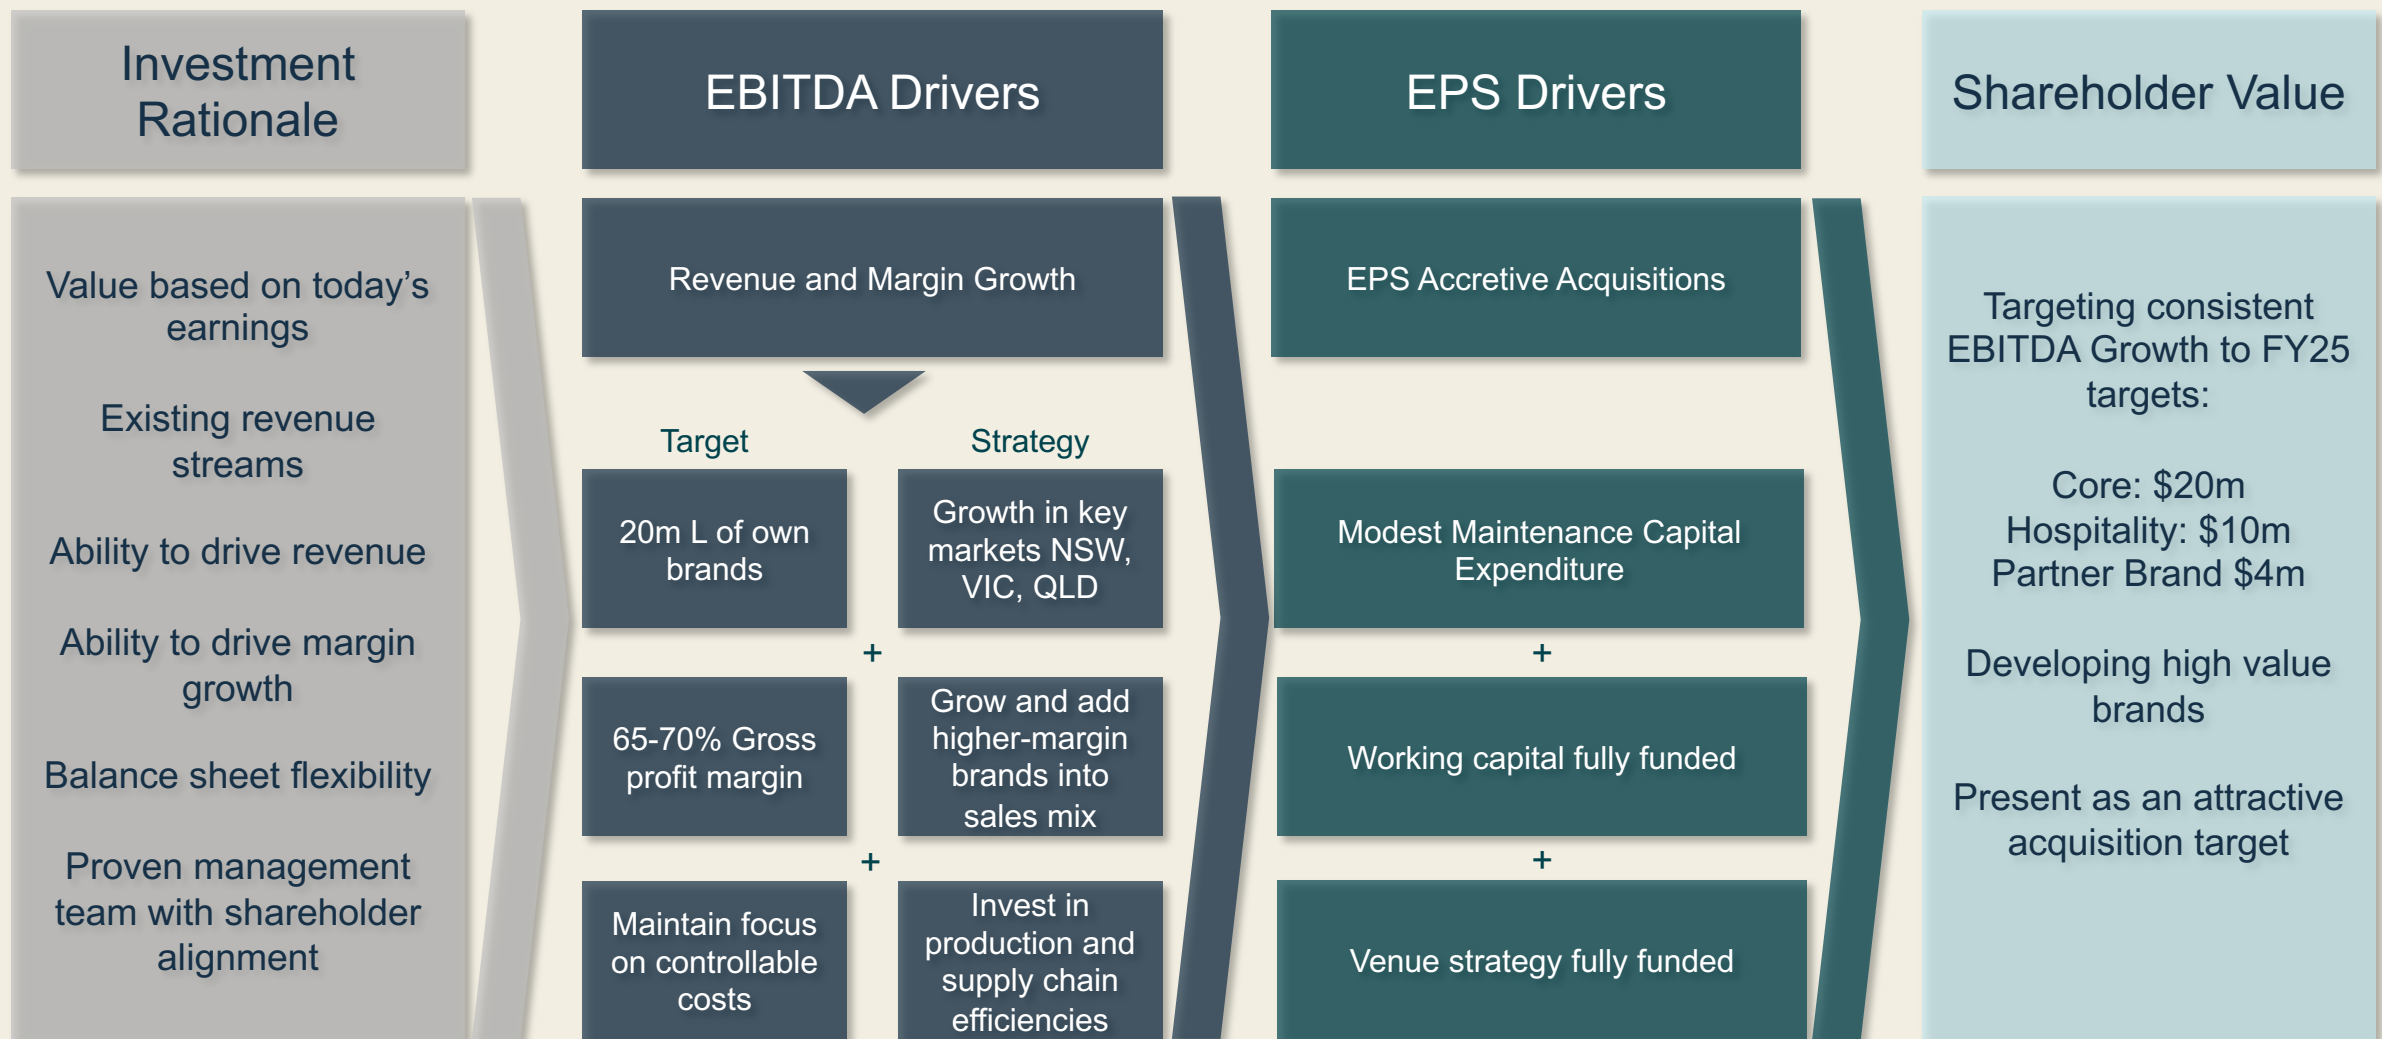 Investment
Rationale
EBITDA Drivers
EPS Drivers
Shareholder Value
Value based on today’s
earnings
Existing revenue
streams
Ability to drive revenue
Ability to drive margin
growth
Balance sheet flexibility
Proven management
team with shareholder
alignment
Revenue and Margin Growth
Target
Strategy
20m L of own
brands
Growth in key
markets NSW,
VIC, QLD
+
65-70% Gross
profit margin
Grow and add
higher-margin
brands into
sales mix
+
Maintain focus
on controllable
costs
Invest in
production and
supply chain
efficiencies
EPS Accretive Acquisitions
Modest Maintenance Capital
Expenditure
+
Working capital fully funded
+
Venue strategy fully funded
Targeting consistent
EBITDA Growth to FY25
targets:
Core: $20m
Hospitality: $10m
Partner Brand $4m
Developing high value
brands
Present as an attractive
acquisition target